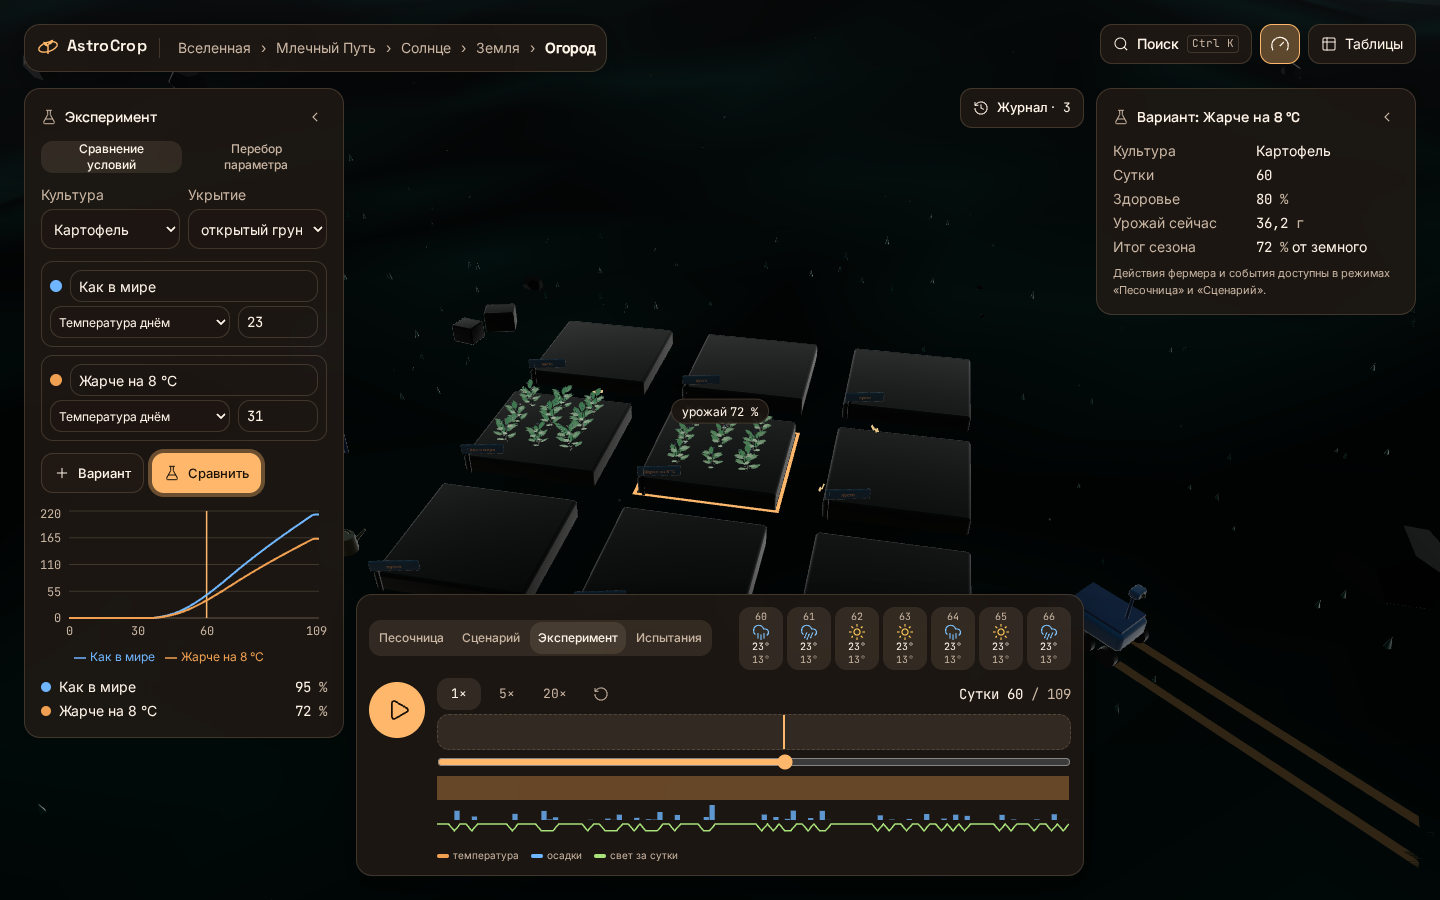 AstroCrop
Вселенная › Млечный Путь › Солнце › Земля › Огород
Поиск Ctrl K
Таблицы
Эксперимент
Сравнение условий
Перебор параметра
Культура
Укрытие
Картофель
открытый грун
Как в мире
Температура днём
23
Жарче на 8 °C
Температура днём
31
+ Вариант
Сравнить
220
165
110
55
0
0 30 60 109
Как в мире
Жарче на 8 °C
Как в мире 95 %
Жарче на 8 °C 72 %
Журнал · 3
Вариант: Жарче на 8 °C
Культура Картофель
Сутки 60
Здоровье 80 %
Урожай сейчас 36,2 г
Итог сезона 72 % от земного
Действия фермера и события доступны в режимах
«Песочница» и «Сценарий».
урожай 72 %
Песочница Сценарий Эксперимент Испытания
60 61 62 63 64 65 66
23° 23° 23° 23° 23° 23° 23°
13° 13° 13° 13° 13° 13° 13°
1× 5× 20×
Сутки 60 / 109
температура осадки свет за сутки